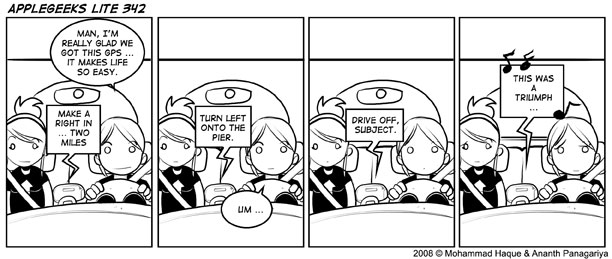 APPLEGEEKS LITE 342
MAN, I'M
REALLY GLAD WE
GOT THIS GPS ...
IT MAKES LIFE
SO EASY.
MAKE A
RIGHT IN
... TWO
MILES
TURN LEFT
ONTO THE
PIER.
UM ...
DRIVE OFF,
SUBJECT.
THIS WAS
A
TRIUMPH
...
2008 © Mohammad Haque & Ananth Panagariya